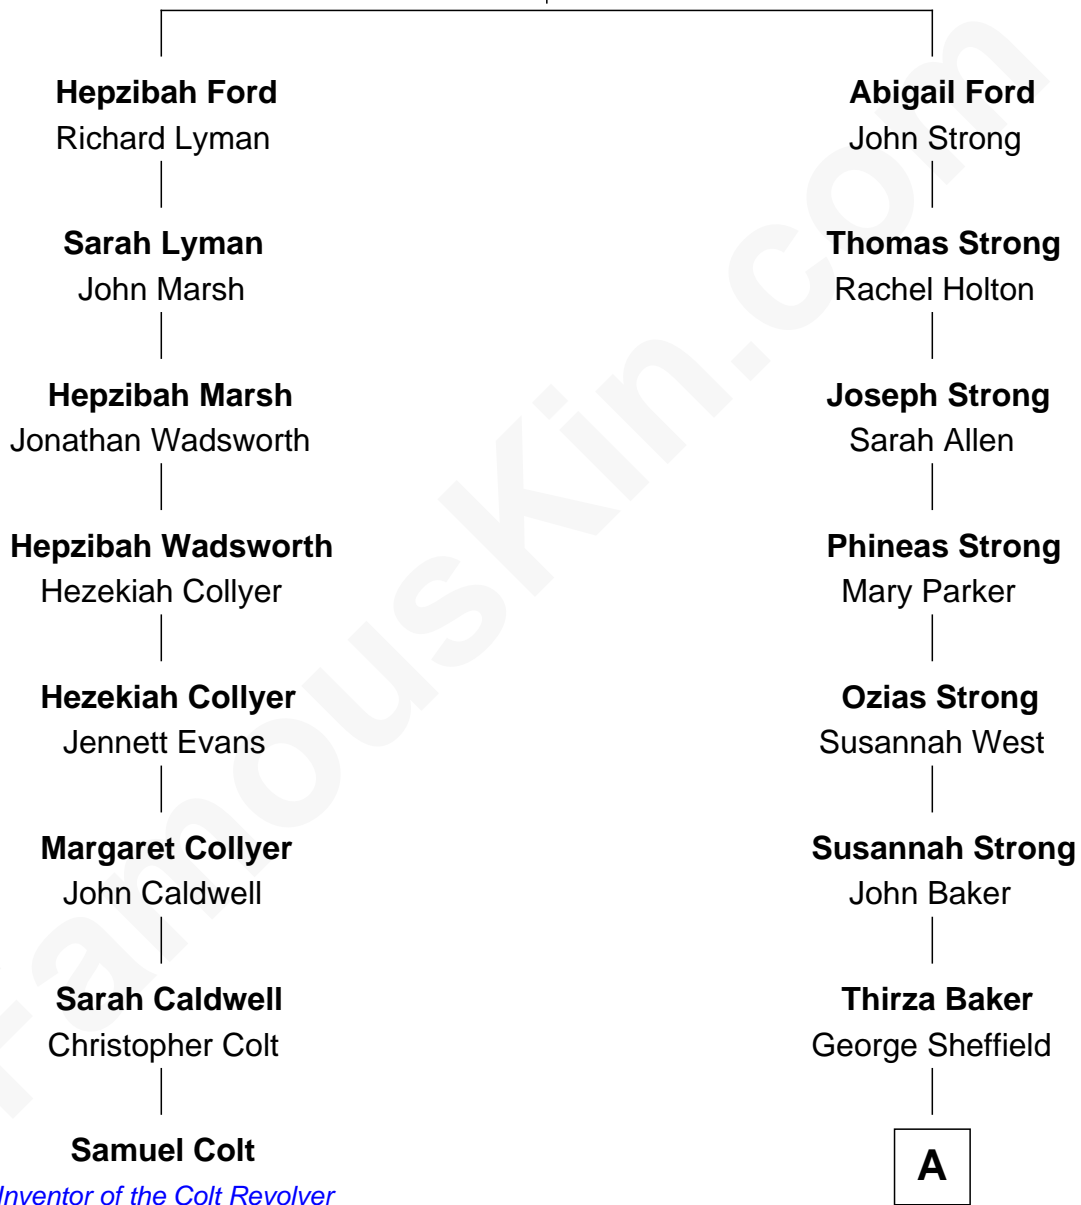 Hepzibah Ford
Richard Lyman
Sarah Lyman
John Marsh
Hepzibah Marsh
Jonathan Wadsworth
Hepzibah Wadsworth
Hezekiah Collyer
Hezekiah Collyer
Jennett Evans
Margaret Collyer
John Caldwell
Sarah Caldwell
Christopher Colt
Samuel Colt
Inventor of the Colt Revolver
Abigail Ford
John Strong
Thomas Strong
Rachel Holton
Joseph Strong
Sarah Allen
Phineas Strong
Mary Parker
Ozias Strong
Susannah West
Susannah Strong
John Baker
Thirza Baker
George Sheffield
A
FamousKin.com